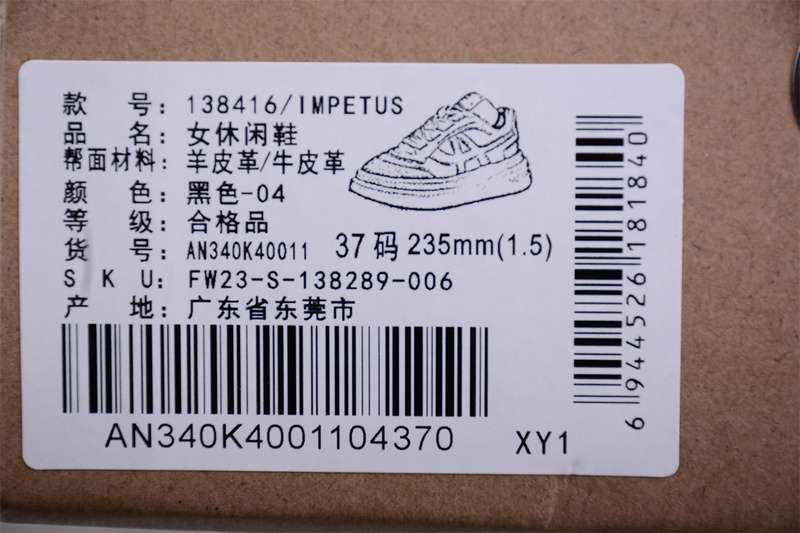 款 号: 138416/IMPETUS
品 名: 女休闲鞋
帮面材料: 羊皮革/牛皮革
颜 色: 黑色-04
等 级: 合格品
货 号: AN340K40011 37码 235mm(1.5)
S K U: FW23-S-138289-006
产 地: 广东省东莞市
AN340K4001104370
XY1
6944526181840